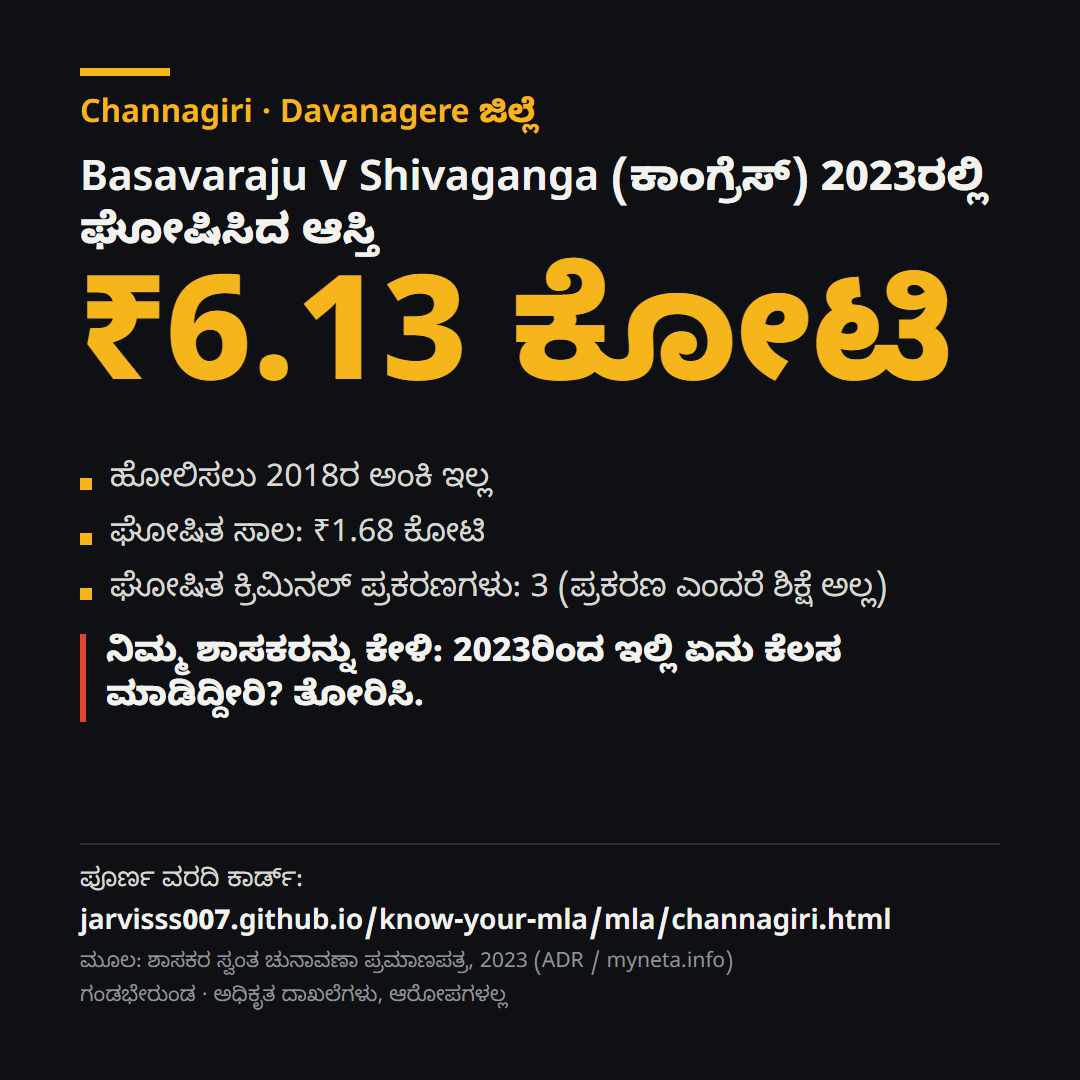 Channagiri · Davanagere ಜಿಲ್ಲೆ
Basavaraju V Shivaganga (ಕಾಂಗ್ರೆಸ್) 2023ರಲ್ಲಿ
ಘೋಷಿಸಿದ ಆಸ್ತಿ
₹6.13 ಕೋಟಿ
ಹೋಲಿಸಲು 2018ರ ಅಂಕಿ ಇಲ್ಲ
ಘೋಷಿತ ಸಾಲ: ₹1.68 ಕೋಟಿ
ಘೋಷಿತ ಕ್ರಿಮಿನಲ್ ಪ್ರಕರಣಗಳು: 3 (ಪ್ರಕರಣ ಎಂದರೆ ಶಿಕ್ಷೆ ಅಲ್ಲ)
ನಿಮ್ಮ ಶಾಸಕರನ್ನು ಕೇಳಿ: 2023ರಿಂದ ಇಲ್ಲಿ ಏನು ಕೆಲಸ
ಮಾಡಿದ್ದೀರಿ? ತೋರಿಸಿ.
ಪೂರ್ಣ ವರದಿ ಕಾರ್ಡ್:
jarvisss007.github.io/know-your-mla/mla/channagiri.html
ಮೂಲ: ಶಾಸಕರ ಸ್ವಂತ ಚುನಾವಣಾ ಪ್ರಮಾಣಪತ್ರ, 2023 (ADR / myneta.info)
ಗಂಡಭೇರುಂಡ · ಅಧಿಕೃತ ದಾಖಲೆಗಳು, ಆರೋಪಗಳಲ್ಲ